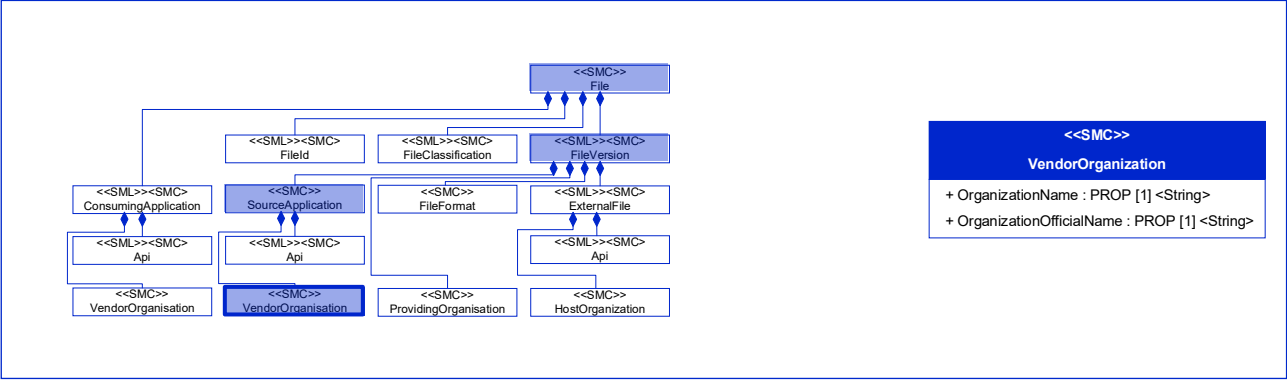 <<SMC>>
File
<<SML>><SMC>
FileId
<<SML>><SMC>
FileClassification
<<SML>><SMC>
FileVersion
<<SML>><SMC>
ConsumingApplication
<<SMC>>
SourceApplication
<<SMC>>
FileFormat
<<SML>><SMC>
ExternalFile
<<SML>><SMC>
Api
<<SML>><SMC>
Api
<<SML>><SMC>
Api
<<SMC>>
VendorOrganisation
<<SMC>>
VendorOrganisation
<<SMC>>
ProvidingOrganisation
<<SMC>>
HostOrganization
<<SMC>>
VendorOrganization
+ OrganizationName : PROP [1] <String>
+ OrganizationOfficialName : PROP [1] <String>